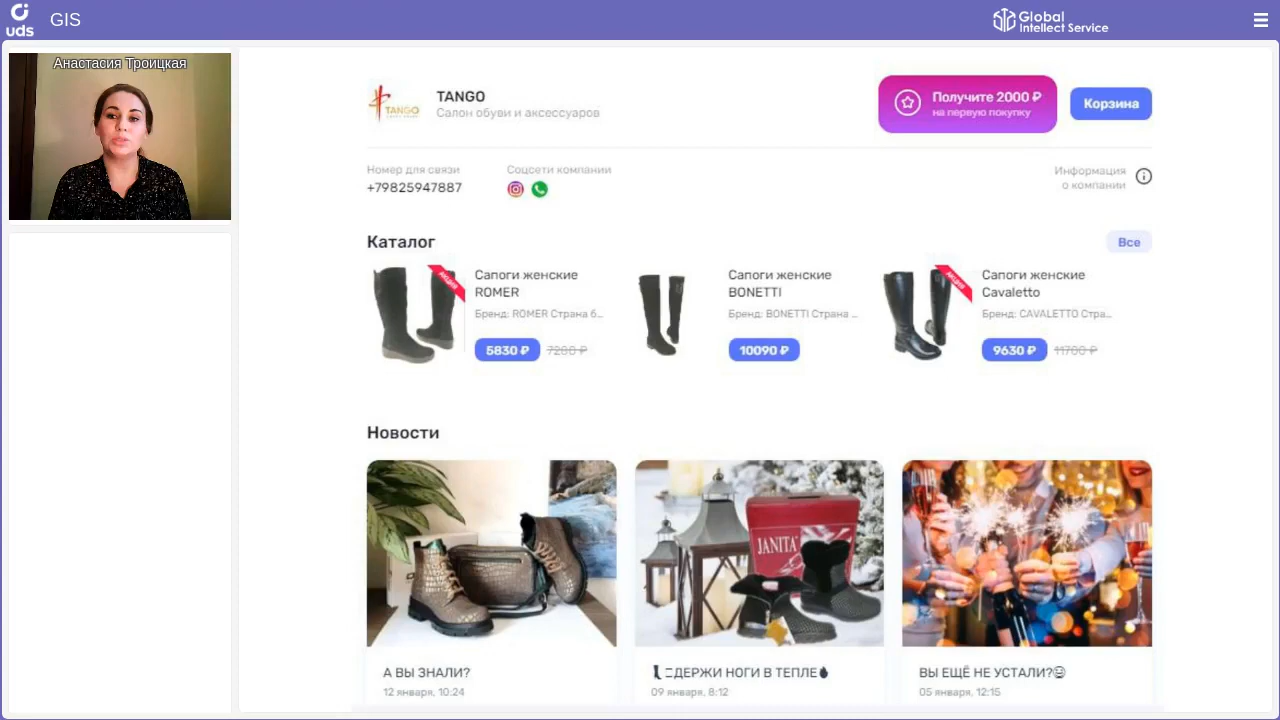 uds
GIS
Global
Intellect Service
Анастасия Троицкая
TANGO
TANGO
Салон обуви и аксессуаров
Получите 2000 ₽
на первую покупку
Корзина
Номер для связи
+79825947887
Соцсети компании
Информация
о компании
Каталог
Все
Сапоги женские
ROMER
Бренд: ROMER Страна б...
5830 ₽ 7280 ₽
Сапоги женские
BONETTI
Бренд: BONETTI Страна ...
10090 ₽
Сапоги женские
Cavaletto
Бренд: CAVALETTO Стра...
9630 ₽ 11700 ₽
Новости
JANITA
А ВЫ ЗНАЛИ?
12 января, 10:24
ДЕРЖИ НОГИ В ТЕПЛЕ
09 января, 8:12
ВЫ ЕЩЁ НЕ УСТАЛИ?
05 января, 12:15